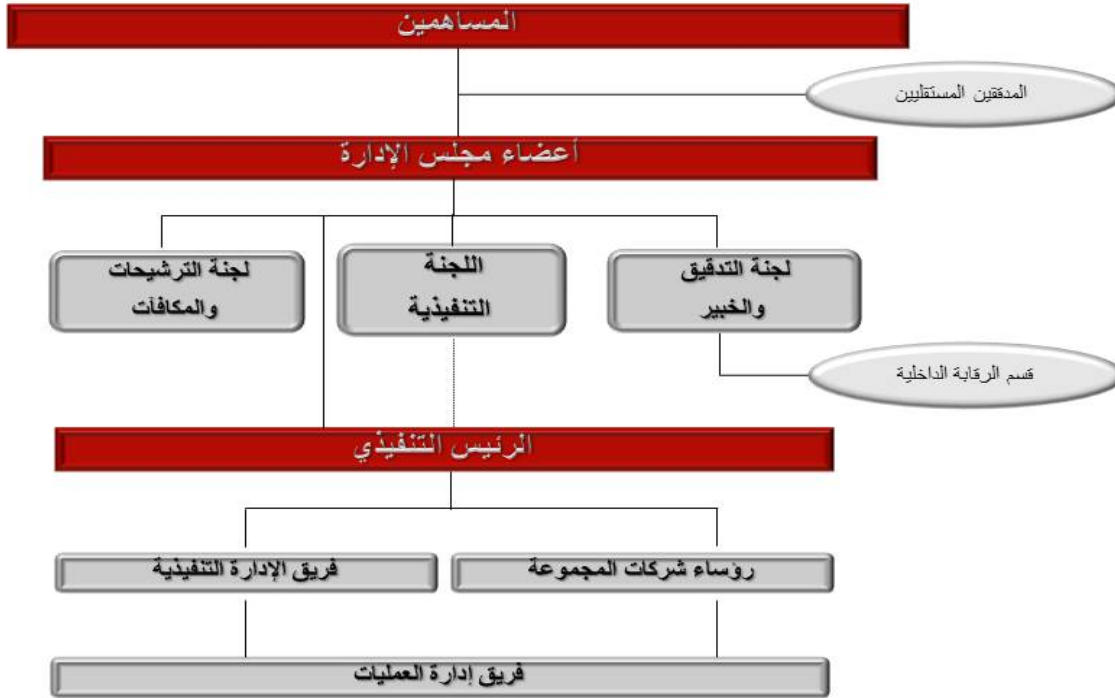 المساهمين
المدققين المستقليين
أعضاء مجلس الإدارة
لجنة التدقيق
والخبير
اللجنة
التنفيذية
لجنة الترشيحات
والمكافآت
قسم الرقابة الداخلية
الرئيس التنفيذي
رؤساء شركات المجموعة
فريق الإدارة التنفيذية
فريق إدارة العمليات